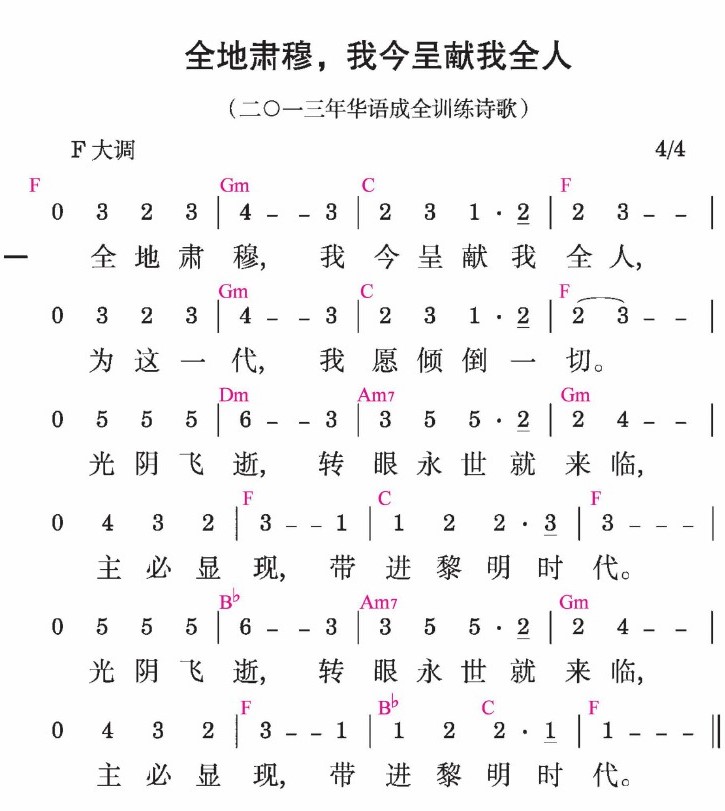 全地肃穆，我今呈献我全人
（二〇一三年华语成全训练诗歌）
F 大调 4/4
F Gm C F
0 3 2 3 | 4 - - 3 | 2 3 1 · 2 | 2 3 - - |
一 全 地 肃 穆, 我 今 呈 献 我 全 人,
Gm C F
0 3 2 3 | 4 - - 3 | 2 3 1 · 2 | 2 3 - - |
为 这 一 代, 我 愿 倾 倒 一 切。
Dm Am7 Gm
0 5 5 5 | 6 - - 3 | 3 5 5 · 2 | 2 4 - - |
光 阴 飞 逝, 转 眼 永 世 就 来 临,
F C F
0 4 3 2 | 3 - - 1 | 1 2 2 · 3 | 3 - - - |
主 必 显 现, 带 进 黎 明 时 代。
B♭ Am7 Gm
0 5 5 5 | 6 - - 3 | 3 5 5 · 2 | 2 4 - - |
光 阴 飞 逝, 转 眼 永 世 就 来 临,
F B♭ C F
0 4 3 2 | 3 - - 1 | 1 2 2 · 1 | 1 - - - ||
主 必 显 现, 带 进 黎 明 时 代。